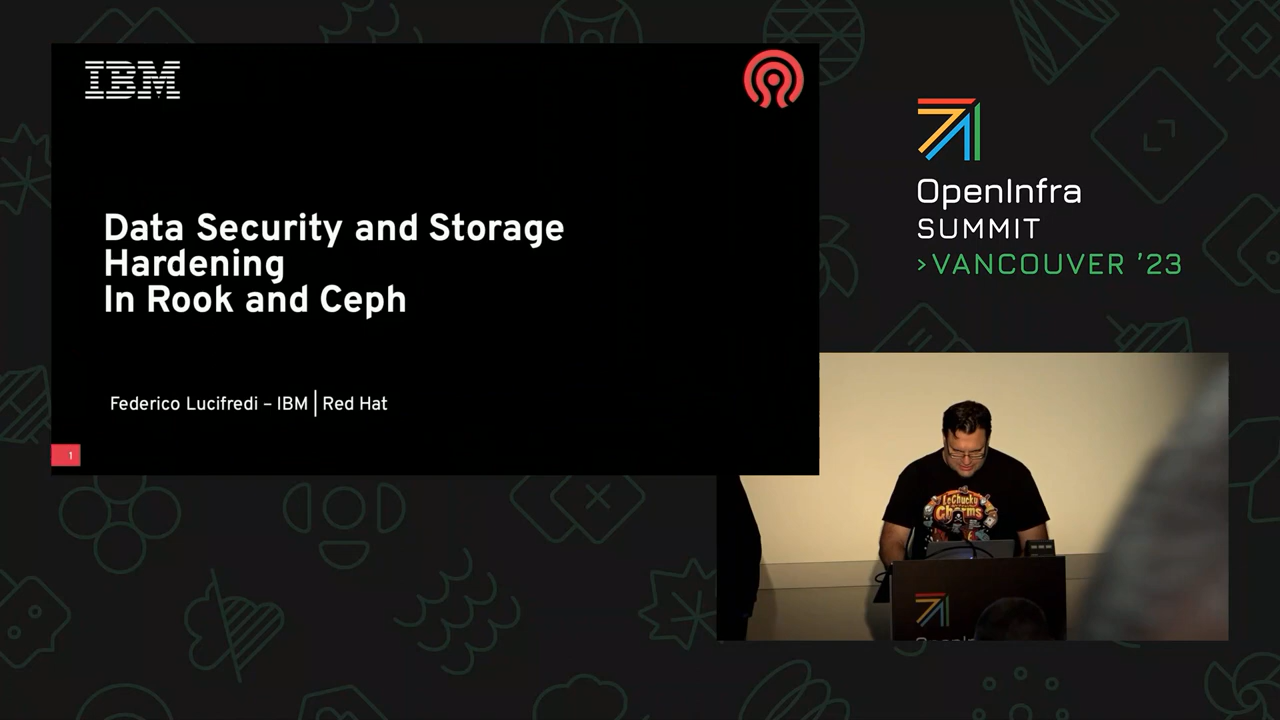 IBM
Data Security and Storage
Hardening
In Rook and Ceph
Federico Lucifredi – IBM | Red Hat
1
OpenInfra
SUMMIT
>VANCOUVER ’23
LeChucks
Charms